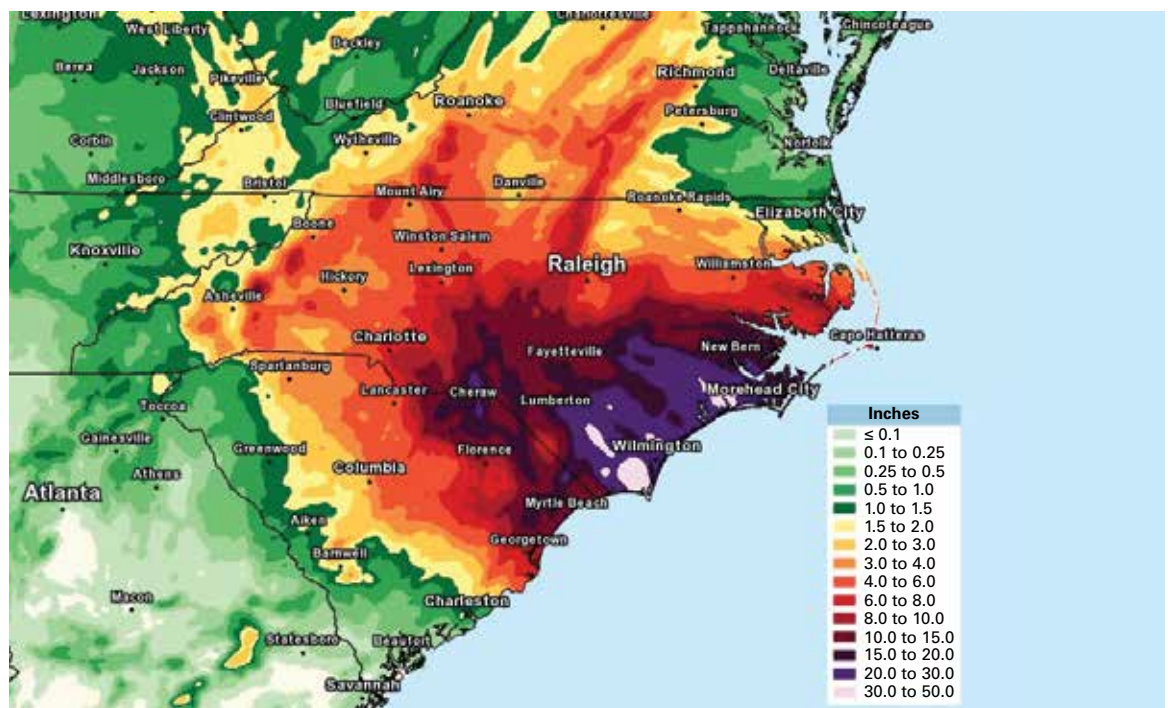 Lexington
West Liberty
Charlottesville
Tappahannock
Chincoteague
Beckley
Berea
Jackson
Pikeville
Richmond
Deltaville
Clintwood
Bluefield
Roanoke
Petersburg
Corbin
Wytheville
Norfolk
Middlesboro
Bristol
Mount Airy
Danville
Roanoke Rapids
Elizabeth City
Boone
Knoxville
Winston Salem
Hickory
Lexington
Raleigh
Williamston
Asheville
Charlotte
Fayetteville
New Bern
Cape Hatteras
Spartanburg
Lancaster
Cheraw
Lumberton
Morehead City
Toccoa
Gainesville
Greenwood
Florence
Wilmington
Athens
Columbia
Atlanta
Myrtle Beach
Aiken
Georgetown
Barnwell
Macon
Charleston
Statesboro
Beaufort
Savannah
Inches
≤ 0.1
0.1 to 0.25
0.25 to 0.5
0.5 to 1.0
1.0 to 1.5
1.5 to 2.0
2.0 to 3.0
3.0 to 4.0
4.0 to 6.0
6.0 to 8.0
8.0 to 10.0
10.0 to 15.0
15.0 to 20.0
20.0 to 30.0
30.0 to 50.0